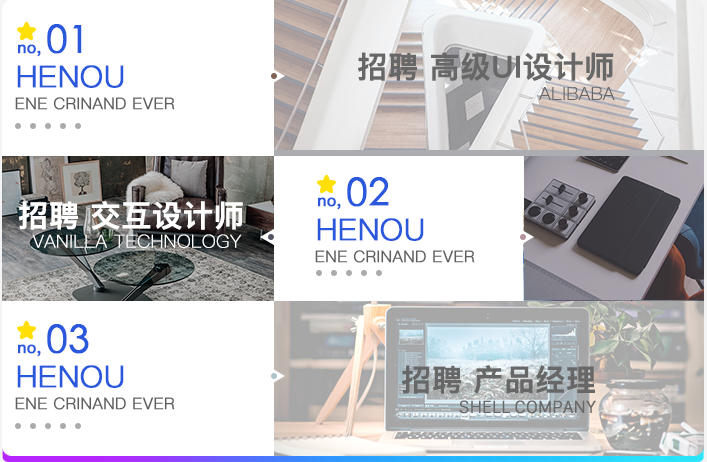 no, 01
HENOU
ENE CRINAND EVER
招聘 高级UI设计师
ALIBABA
招聘 交互设计师
VANILLA TECHNOLOGY
no, 02
HENOU
ENE CRINAND EVER
no, 03
HENOU
ENE CRINAND EVER
招聘 产品经理
SHELL COMPANY